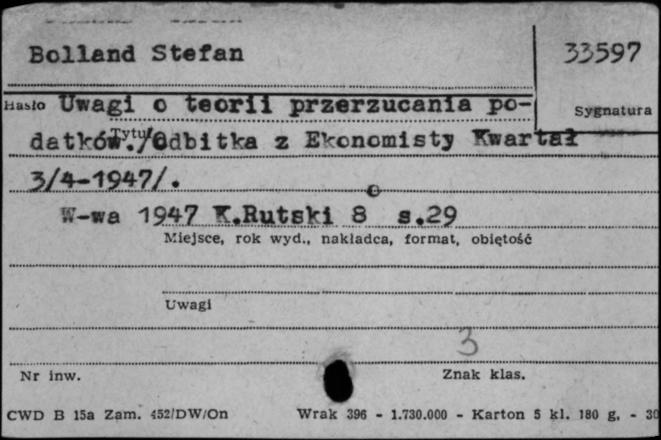 Bolland Stefan
33597
Hasło Uwagi o teorii przerzucania po-
Sygnatura
datków./Odbitka z Ekonomisty Kwartał
Tytuł
3/4-1947/.
W-wa 1947 K.Rutski 8° s.29
Miejsce, rok wyd., nakładca, format, obiętość
Uwagi
3
Nr inw.
Znak klas.
CWD B 15a Zam. 452/DW/On Wrak 396 - 1.730.000 - Karton 5 kl. 180 g, - 30